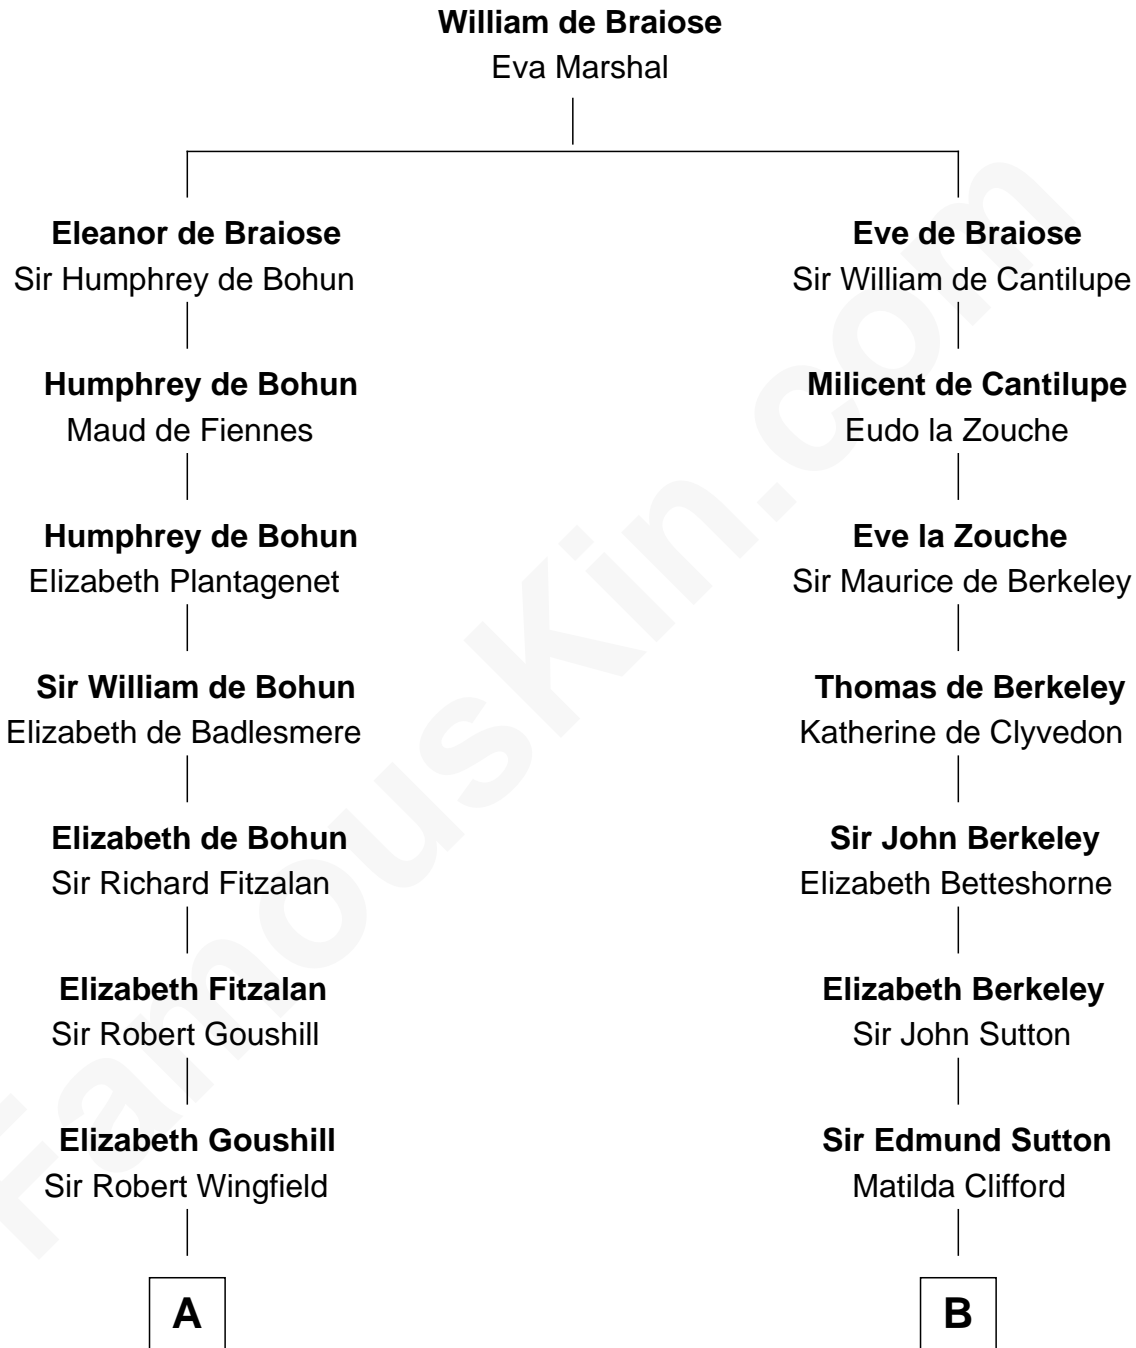 William de Braiose
Eva Marshal
Eleanor de Braiose
Sir Humphrey de Bohun
Humphrey de Bohun
Maud de Fiennes
Humphrey de Bohun
Elizabeth Plantagenet
Sir William de Bohun
Elizabeth de Badlesmere
Elizabeth de Bohun
Sir Richard Fitzalan
Elizabeth Fitzalan
Sir Robert Goushill
Elizabeth Goushill
Sir Robert Wingfield
A
Eve de Braiose
Sir William de Cantilupe
Milicent de Cantilupe
Eudo la Zouche
Eve la Zouche
Sir Maurice de Berkeley
Thomas de Berkeley
Katherine de Clyvedon
Sir John Berkeley
Elizabeth Betteshorne
Elizabeth Berkeley
Sir John Sutton
Sir Edmund Sutton
Matilda Clifford
B
FamousKin.com